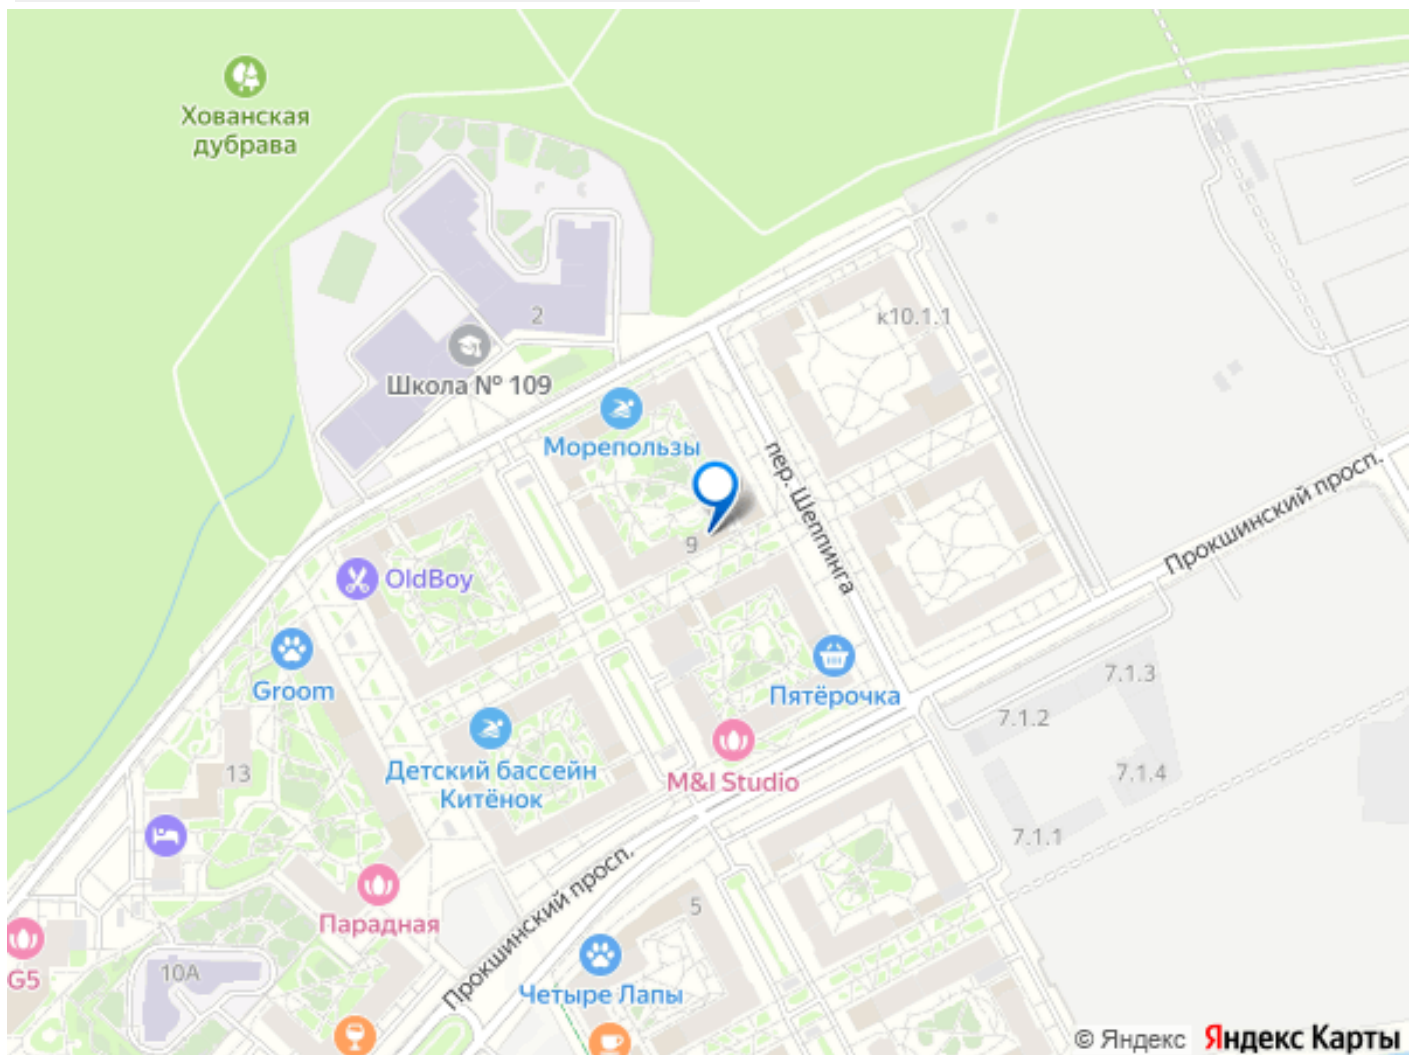 Хованская
дубрава
к10.1.1
2
Школа № 109
Морепользы
пер. Шеппинга
Прокшинский просп.
9
OldBoy
Groom
Пятёрочка
7.1.3
7.1.2
M&I Studio
7.1.4
13
Детский бассейн
Китёнок
7.1.1
Прокшинский просп.
Парадная
5
G5
10А
Четыре Лапы
© Яндекс Яндекс Карты